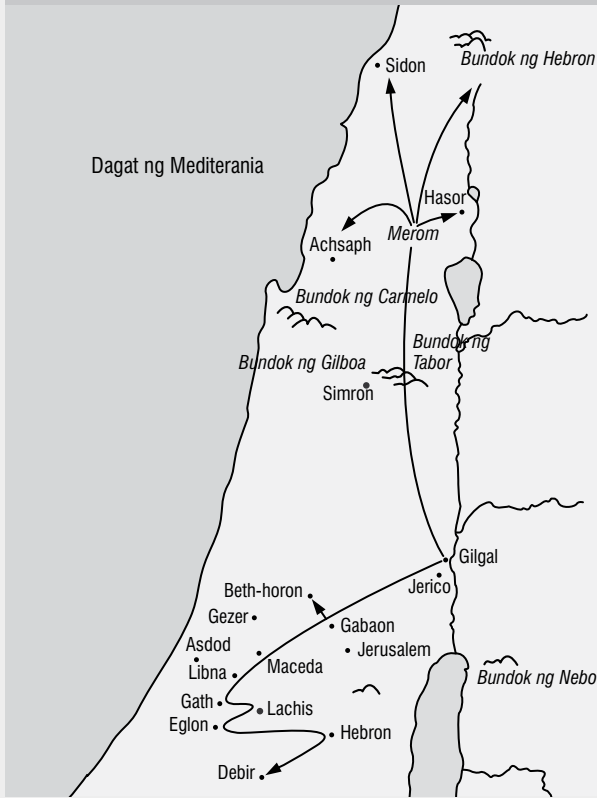 Bundok ng Hebron
Sidon
Dagat ng Mediterania
Hasor
Merom
Achsaph
Bundok ng Carmelo
Bundok ng
Tabor
Bundok ng Gilboa
Simron
Gilgal
Jerico
Beth-horon
Gezer
Gabaon
Asdod
Jerusalem
Maceda
Libna
Bundok ng Nebo
Gath
Lachis
Eglon
Hebron
Debir